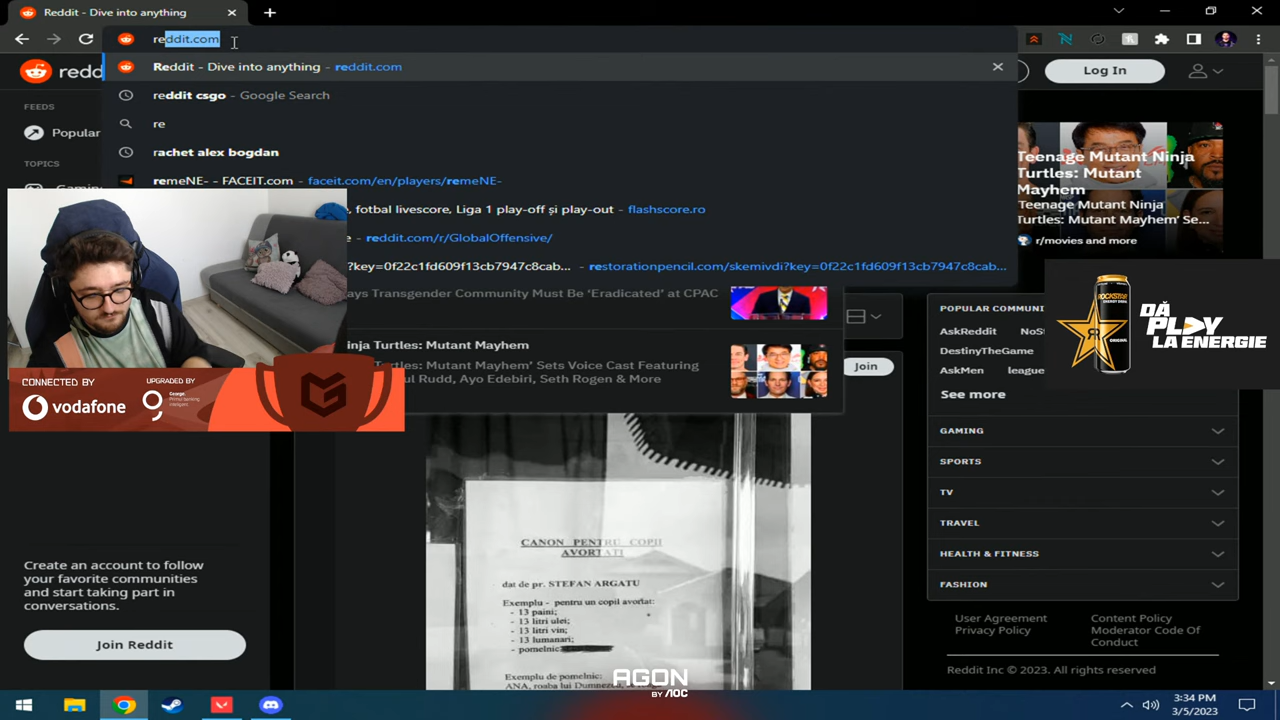 Reddit - Dive into anything
reddit.com
redd
Log In
Reddit - Dive into anything - reddit.com
reddit csgo - Google Search
re
rachet alex bogdan
remeNE- - FACEIT.com - faceit.com/en/players/remeNE-
, fotbal livescore, Liga 1 play-off și play-out - flashscore.ro
e - reddit.com/r/GlobalOffensive/
?key=0f22c1fd609f13cb7947c8cab... - restorationpencil.com/skemivdi?key=0f22c1fd609f13cb7947c8cab...
FEEDS
Popular
TOPICS
Gaming
ays Transgender Community Must Be 'Eradicated' at CPAC
inja Turtles: Mutant Mayhem
Turtles: Mutant Mayhem' Sets Voice Cast Featuring
ul Rudd, Ayo Edebiri, Seth Rogen & More
Join
Teenage Mutant Ninja
Turtles: Mutant
Mayhem
Teenage Mutant Ninja
Turtles: Mutant Mayhem' Se...
r/movies and more
ROCKSTAR
ORIGINAL
DĂ
PLAY
LA ENERGIE
POPULAR COMMUNI
AskReddit NoSt
DestinyTheGame
AskMen league
See more
GAMING
SPORTS
TV
TRAVEL
HEALTH & FITNESS
FASHION
User Agreement
Privacy Policy
Content Policy
Moderator Code Of
Conduct
Reddit Inc © 2023. All rights reserved
CONNECTED BY
vodafone
UPGRADED BY
George.
Create an account to follow
your favorite communities
and start taking part in
conversations.
Join Reddit
CANON PENTRU COPII
AVORTATI
dat de pr. STEFAN ARGATU
Exemplu - pentru un copil avortat:
- 13 paini;
- 13 litri ulei;
- 13 litri vin;
- 13 lumanari;
- pomelnic
Exemplu de pomelnic:
ANA, roaba lui Dumnezeu
AGON
BY AOC
3:34 PM
3/5/2023